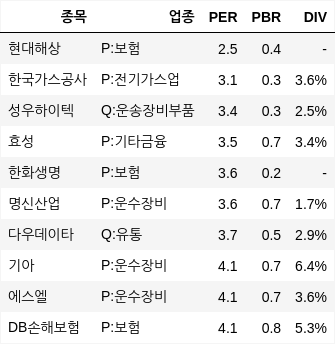 종목 업종 PER PBR DIV
현대해상 P:보험 2.5 0.4 -
한국가스공사 P:전기가스업 3.1 0.3 3.6%
성우하이텍 Q:운송장비부품 3.4 0.3 2.5%
효성 P:기타금융 3.5 0.7 3.4%
한화생명 P:보험 3.6 0.2 -
명신산업 P:운수장비 3.6 0.7 1.7%
다우데이타 Q:유통 3.7 0.5 2.9%
기아 P:운수장비 4.1 0.7 6.4%
에스엘 P:운수장비 4.1 0.7 3.6%
DB손해보험 P:보험 4.1 0.8 5.3%